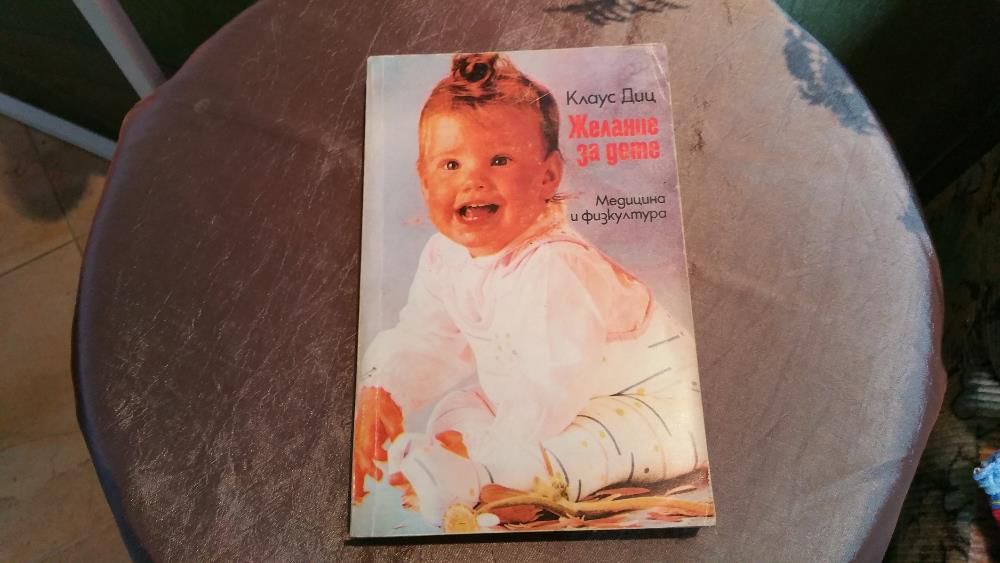 Клаус Диц
Желание
за дете
Медицина
и физкултура